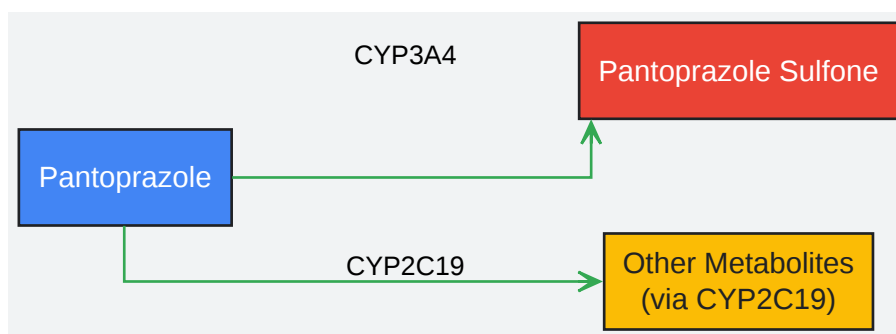 CYP3A4
Pantoprazole Sulfone
Pantoprazole
CYP2C19
Other Metabolites
(via CYP2C19)